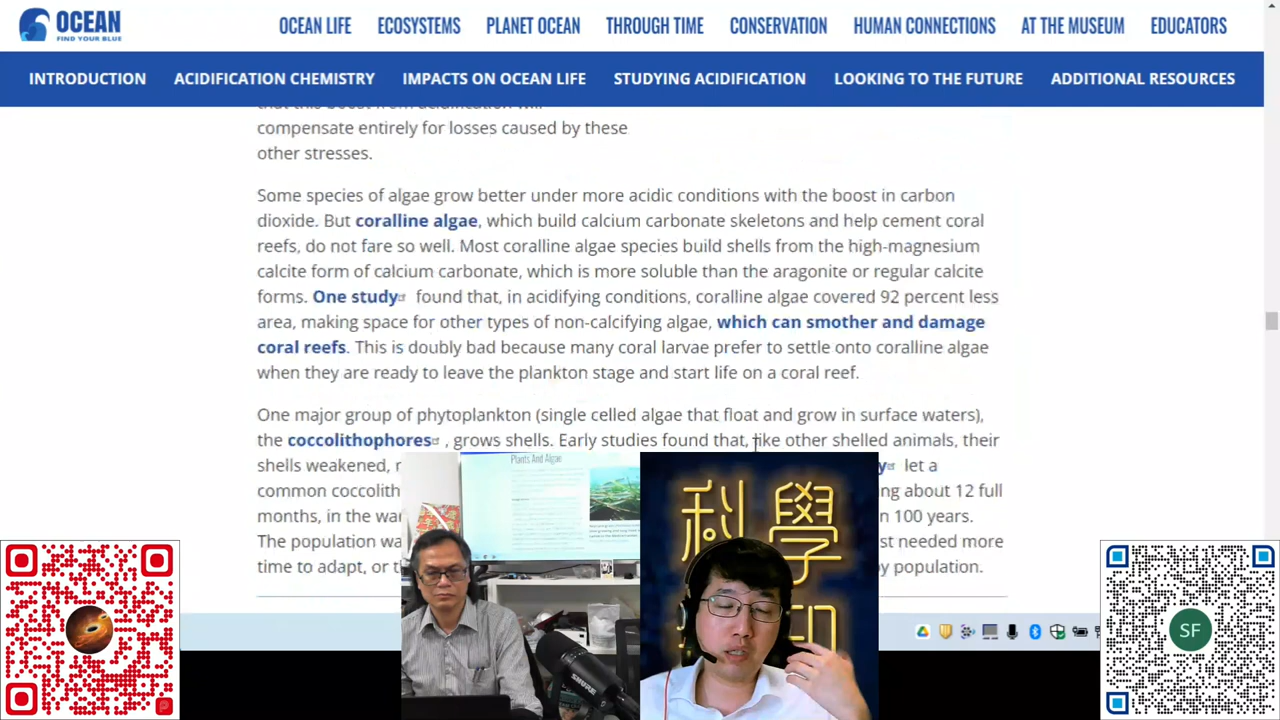 OCEAN
FIND YOUR BLUE
OCEAN LIFE ECOSYSTEMS PLANET OCEAN THROUGH TIME CONSERVATION HUMAN CONNECTIONS AT THE MUSEUM EDUCATORS
INTRODUCTION ACIDIFICATION CHEMISTRY IMPACTS ON OCEAN LIFE STUDYING ACIDIFICATION LOOKING TO THE FUTURE ADDITIONAL RESOURCES
that this boost from acidification will
compensate entirely for losses caused by these
other stresses.
Some species of algae grow better under more acidic conditions with the boost in carbon
dioxide. But coralline algae, which build calcium carbonate skeletons and help cement coral
reefs, do not fare so well. Most coralline algae species build shells from the high-magnesium
calcite form of calcium carbonate, which is more soluble than the aragonite or regular calcite
forms. One study found that, in acidifying conditions, coralline algae covered 92 percent less
area, making space for other types of non-calcifying algae, which can smother and damage
coral reefs. This is doubly bad because many coral larvae prefer to settle onto coralline algae
when they are ready to leave the plankton stage and start life on a coral reef.
One major group of phytoplankton (single celled algae that float and grow in surface waters),
the coccolithophores , grows shells. Early studies found that, like other shelled animals, their
shells weakened, let a
common coccolith about 12 full
months, in the 100 years.
The population needed more
time to adapt, or population.
Plants And Algae
科學
SHURE
SF